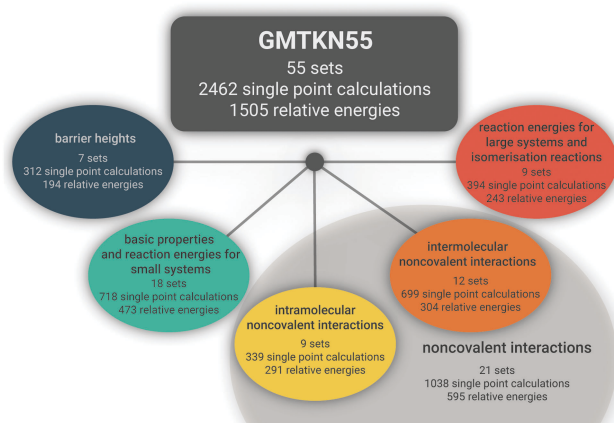 GMTKN55
55 sets
2462 single point calculations
1505 relative energies
barrier heights
7 sets
312 single point calculations
194 relative energies
reaction energies for
large systems and
isomerisation reactions
9 sets
394 single point calculations
243 relative energies
basic properties
and reaction energies for
small systems
18 sets
718 single point calculations
473 relative energies
intermolecular
noncovalent interactions
12 sets
699 single point calculations
304 relative energies
intramolecular
noncovalent interactions
9 sets
339 single point calculations
291 relative energies
noncovalent interactions
21 sets
1038 single point calculations
595 relative energies